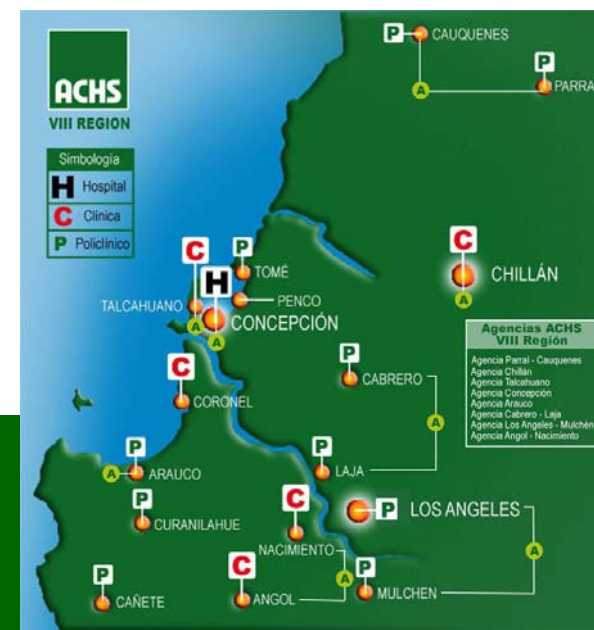 ACHS
VIII REGION
Simbología
H Hospital
C Clínica
P Policlínico
P CAUQUENES
P
PARRA
A
C
CHILLÁN
A
C
P
TOMÉ
H
PENCO
TALCAHUANO
A
CONCEPCIÓN
A
Agencias ACHS
VIII Región
Agencia Parral - Cauquenes
Agencia Chillán
Agencia Talcahuano
Agencia Concepción
Agencia Arauco
Agencia Cabrero - Laja
Agencia Los Angeles - Mulchén
Agencia Angol - Nacimiento
P
CABRERO
C
CORONEL
A
P
A ARAUCO
P
LAJA
P
CURANILAHUE
C
NACIMIENTO
P LOS ANGELES
A
P
CAÑETE
C
ANGOL
A
P
MULCHEN